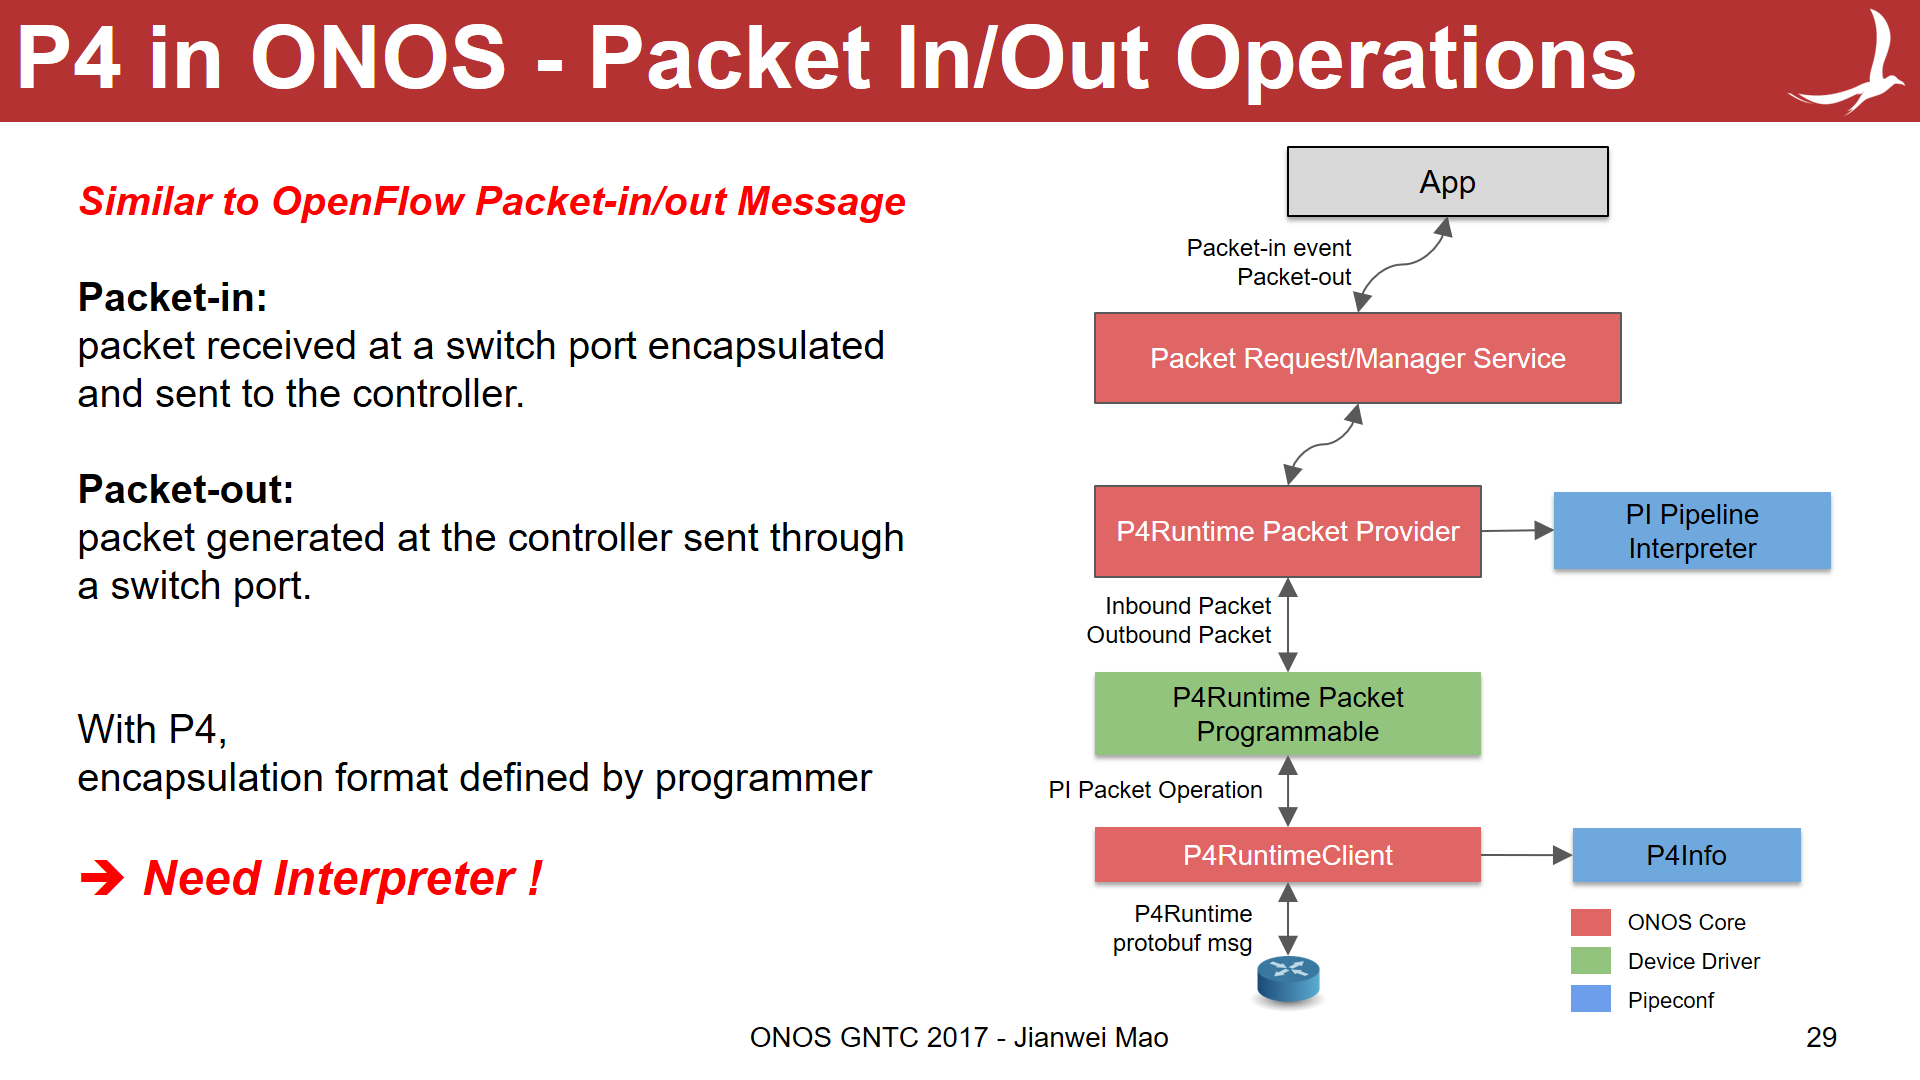 P4 in ONOS - Packet In/Out Operations
Similar to OpenFlow Packet-in/out Message
Packet-in:
packet received at a switch port encapsulated
and sent to the controller.
Packet-out:
packet generated at the controller sent through
a switch port.
With P4,
encapsulation format defined by programmer
➔ Need Interpreter !
App
Packet-in event
Packet-out
Packet Request/Manager Service
P4Runtime Packet Provider
PI Pipeline
Interpreter
Inbound Packet
Outbound Packet
P4Runtime Packet
Programmable
PI Packet Operation
P4RuntimeClient
P4Info
P4Runtime
protobuf msg
ONOS Core
Device Driver
Pipeconf
ONOS GNTC 2017 - Jianwei Mao
29